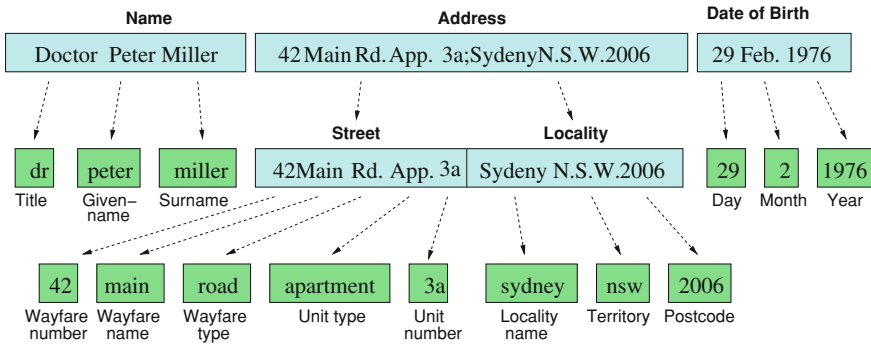 Name Address Date of Birth
Doctor Peter Miller 42 Main Rd. App. 3a;Sydeny N.S.W. 2006 29 Feb. 1976
Street Locality
dr peter miller 42 Main Rd. App. 3a Sydeny N.S.W. 2006 29 2 1976
Title Given− Surname Day Month Year
name
42 main road apartment 3a sydney nsw 2006
Wayfare Wayfare Wayfare Unit type Unit Locality Territory Postcode
number name type number name